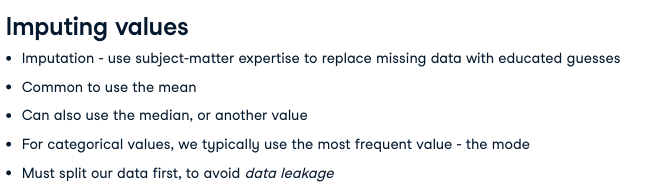 Imputing values
• Imputation - use subject-matter expertise to replace missing data with educated guesses
• Common to use the mean
• Can also use the median, or another value
• For categorical values, we typically use the most frequent value - the mode
• Must split our data first, to avoid data leakage